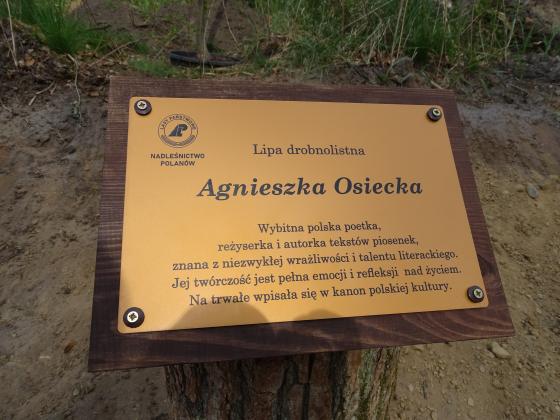 LASY PAŃSTWOWE
NADLEŚNICTWO
POLANÓW
Lipa drobnolistna
Agnieszka Osiecka
Wybitna polska poetka,
reżyserka i autorka tekstów piosenek,
znana z niezwykłej wrażliwości i talentu literackiego.
Jej twórczość jest pełna emocji i refleksji nad życiem.
Na trwałe wpisała się w kanon polskiej kultury.